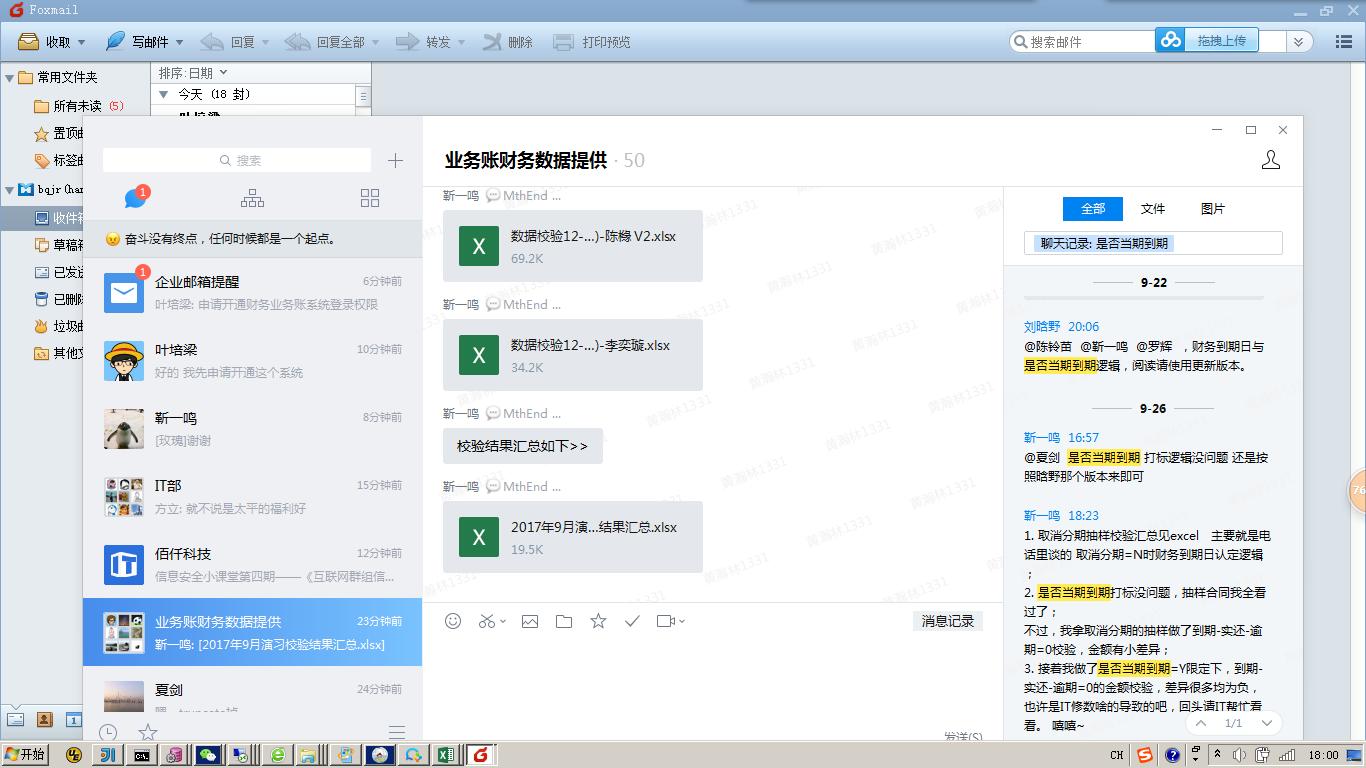 Foxmail
收取
写邮件
回复
回复全部
转发
删除
打印预览
搜索邮件
拖拽上传
常用文件夹
所有未读 (5)
标签
收件箱
垃圾
其他文
排序:日期
今天 (18 封)
搜索
1
奋斗没有终点，任何时候都是一个起点。
1
企业邮箱提醒
6分钟前
叶培梁: 申请开通财务业务账系统登录权限
叶培梁
10分钟前
好的 我先申请开通这个系统
靳一鸣
8分钟前
[玫瑰]谢谢
IT部
15分钟前
方立: 就不说是太平的福利好
佰仟科技
12分钟前
信息安全小课堂第四期——《互联网群组信...
业务账财务数据提供
23分钟前
靳一鸣: [2017年9月演习校验结果汇总.xlsx]
夏剑
24分钟前
业务账财务数据提供 · 50
靳一鸣 MthEnd ...
数据校验12-...)-陈橼 V2.xlsx
69.2K
靳一鸣 MthEnd ...
数据校验12-...)-李奕璇.xlsx
34.2K
靳一鸣 MthEnd ...
校验结果汇总如下>>
靳一鸣 MthEnd ...
2017年9月演...结果汇总.xlsx
19.5K
黄瀚林1331
消息记录
发送(S)
全部
文件
图片
聊天记录: 是否当期到期
9-22
刘晗野 20:06
@陈铃苗 @靳一鸣 @罗辉 ，财务到期日与
是否当期到期逻辑，阅读请使用更新版本。
9-26
靳一鸣 16:57
@夏剑 是否当期到期 打标逻辑没问题 还是按
照晗野那个版本来即可
靳一鸣 18:23
1. 取消分期抽样校验汇总见excel 主要就是电
话里谈的 取消分期=N时财务到期日认定逻辑
；
2. 是否当期到期打标没问题，抽样合同我全看
过了；
不过，我拿取消分期的抽样做了到期-实还-逾
期=0校验，金额有小差异；
3. 接着我做了是否当期到期=Y限定下，到期-
实还-逾期=0的金额校验，差异很多均为负，
也许是IT修数啥的导致的吧，回头请IT帮忙看
看。 嘻嘻~
1/1
76
开始
CH
18:00